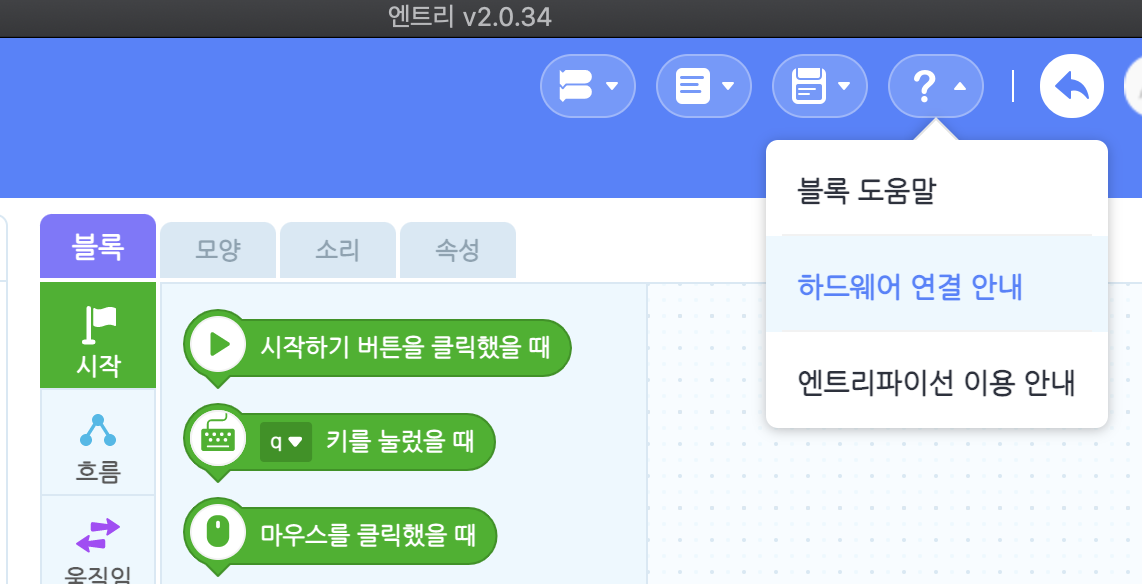 엔트리 v2.0.34
?
블록 도움말
하드웨어 연결 안내
엔트리파이선 이용 안내
블록
모양
소리
속성
시작
흐름
움직임
시작하기 버튼을 클릭했을 때
q 키를 눌렀을 때
마우스를 클릭했을 때